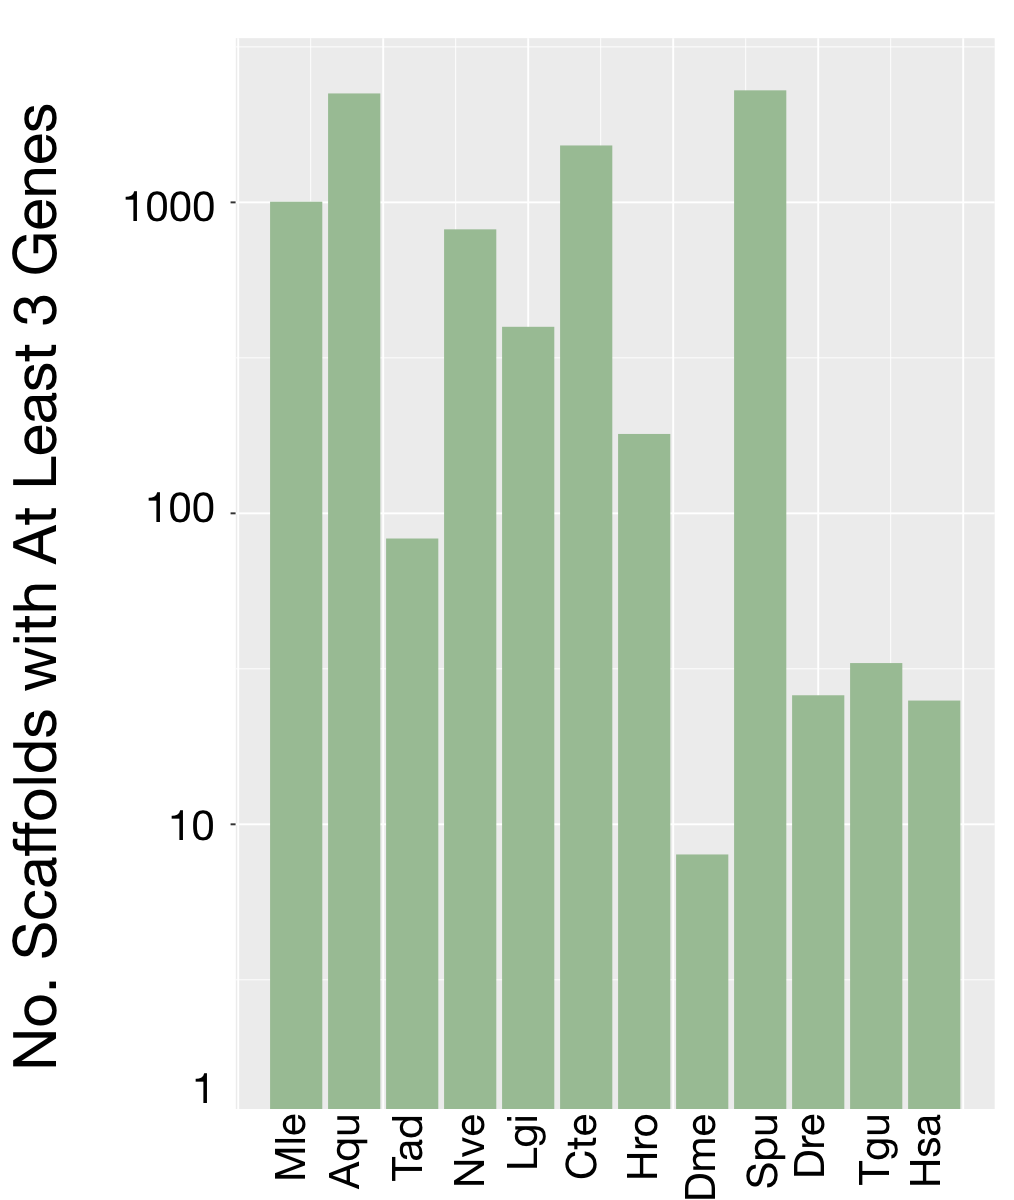 No. Scaffolds with At Least 3 Genes
1000
100
10
1
Mle
Aqu
Tad
Nve
Lgi
Cte
Hro
Dme
Spu
Dre
Tgu
Hsa